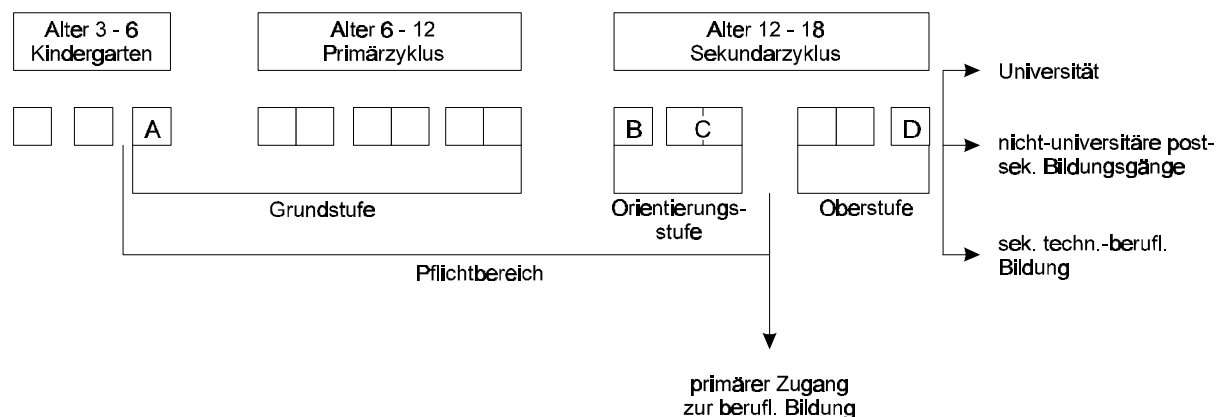 Alter 3 - 6
Kindergarten
Alter 6 - 12
Primärzyklus
Alter 12 - 18
Sekundarzyklus
Universität
A
B
C
D
nicht-universitäre post-
sek. Bildungsgänge
Grundstufe
Orientierungs-
stufe
Oberstufe
sek. techn.-berufl.
Bildung
Pflichtbereich
primärer Zugang
zur berufl. Bildung